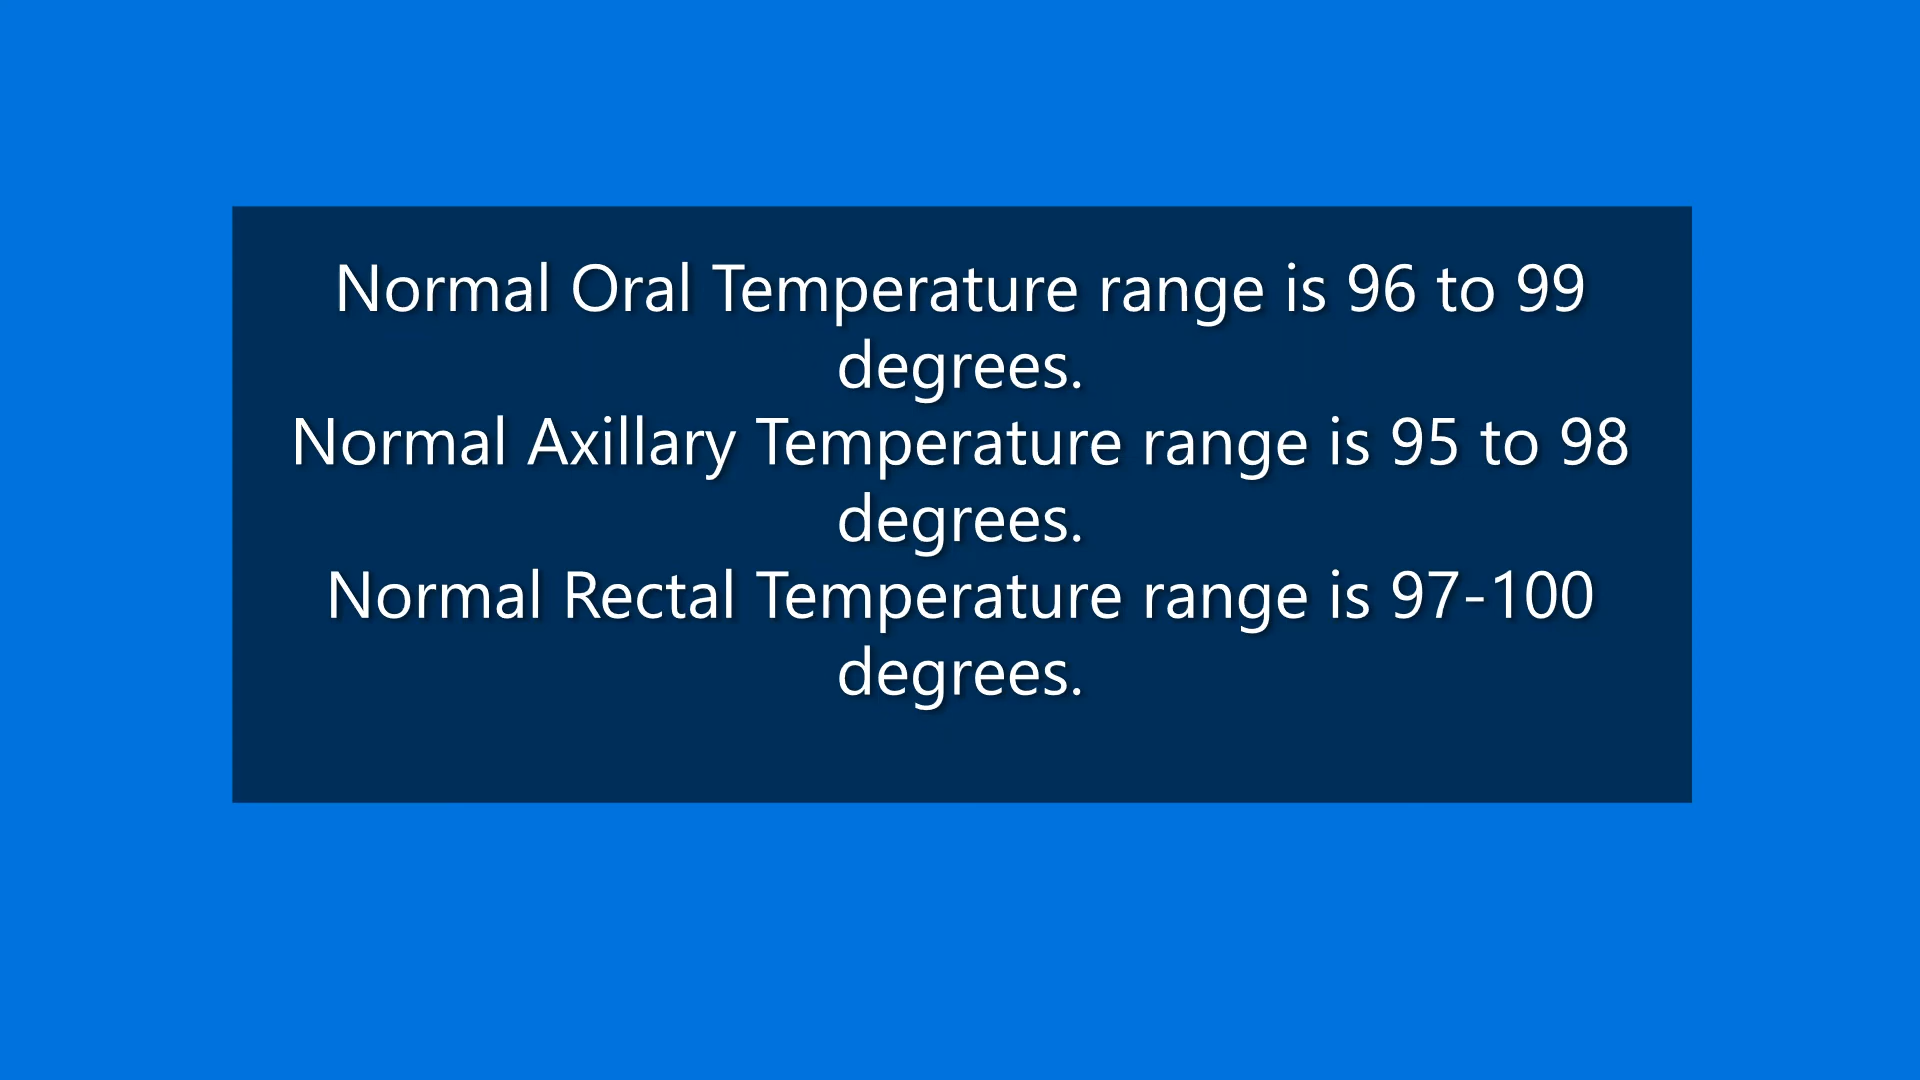 Normal Oral Temperature range is 96 to 99
degrees.
Normal Axillary Temperature range is 95 to 98
degrees.
Normal Rectal Temperature range is 97-100
degrees.